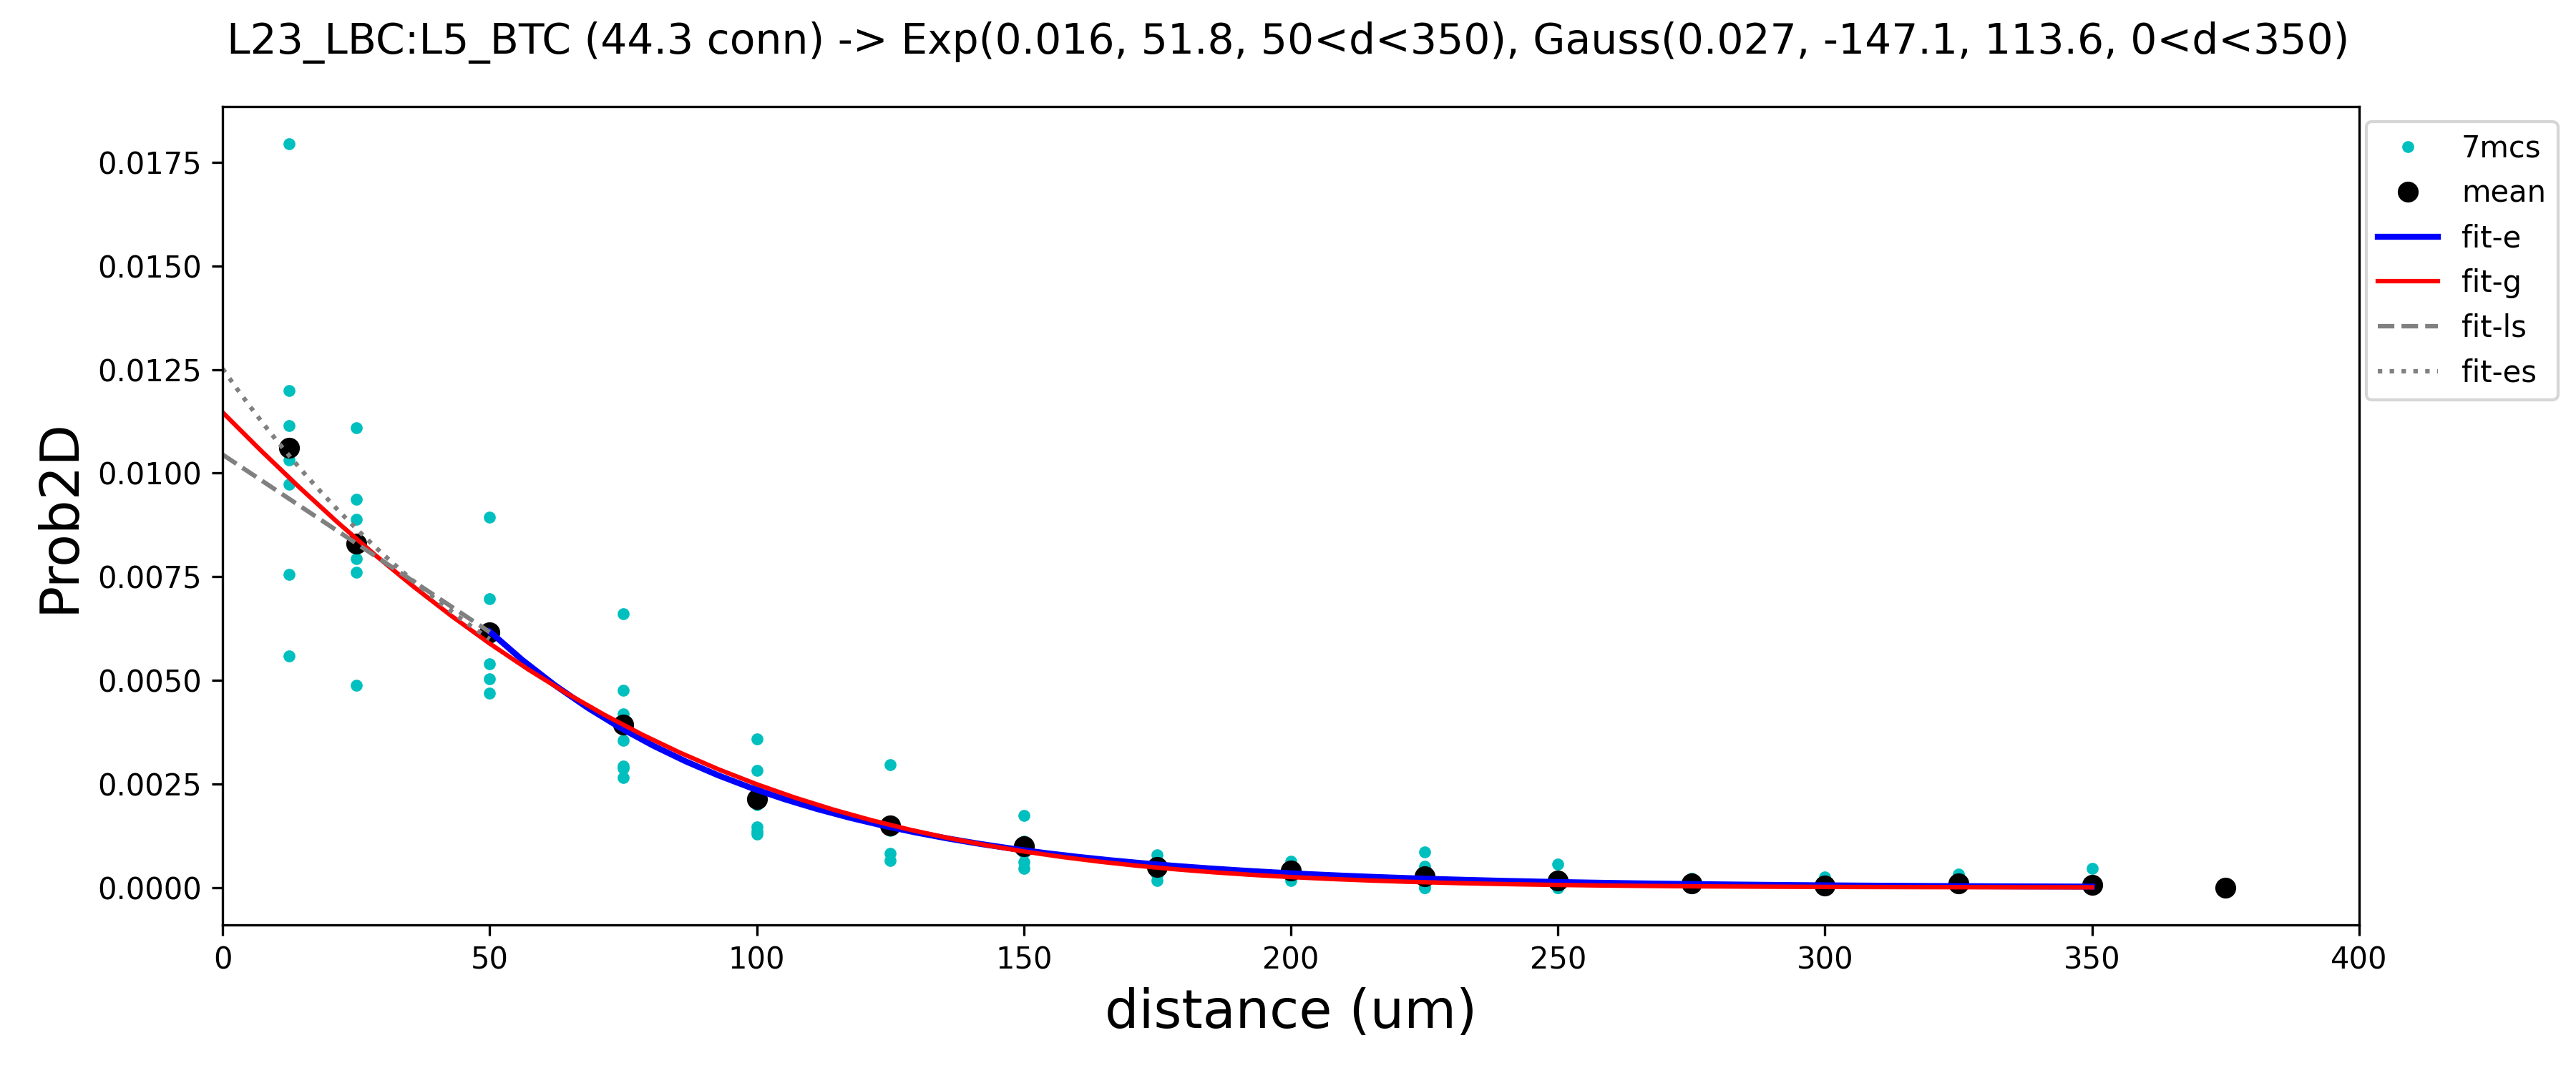 L23_LBC:L5_BTC (44.3 conn) -> Exp(0.016, 51.8, 50<d<350), Gauss(0.027, -147.1, 113.6, 0<d<350)
0.0175
0.0150
0.0125
0.0100
0.0075
0.0050
0.0025
0.0000
Prob2D
0 50 100 150 200 250 300 350 400
distance (um)
7mcs
mean
fit-e
fit-g
fit-ls
fit-es